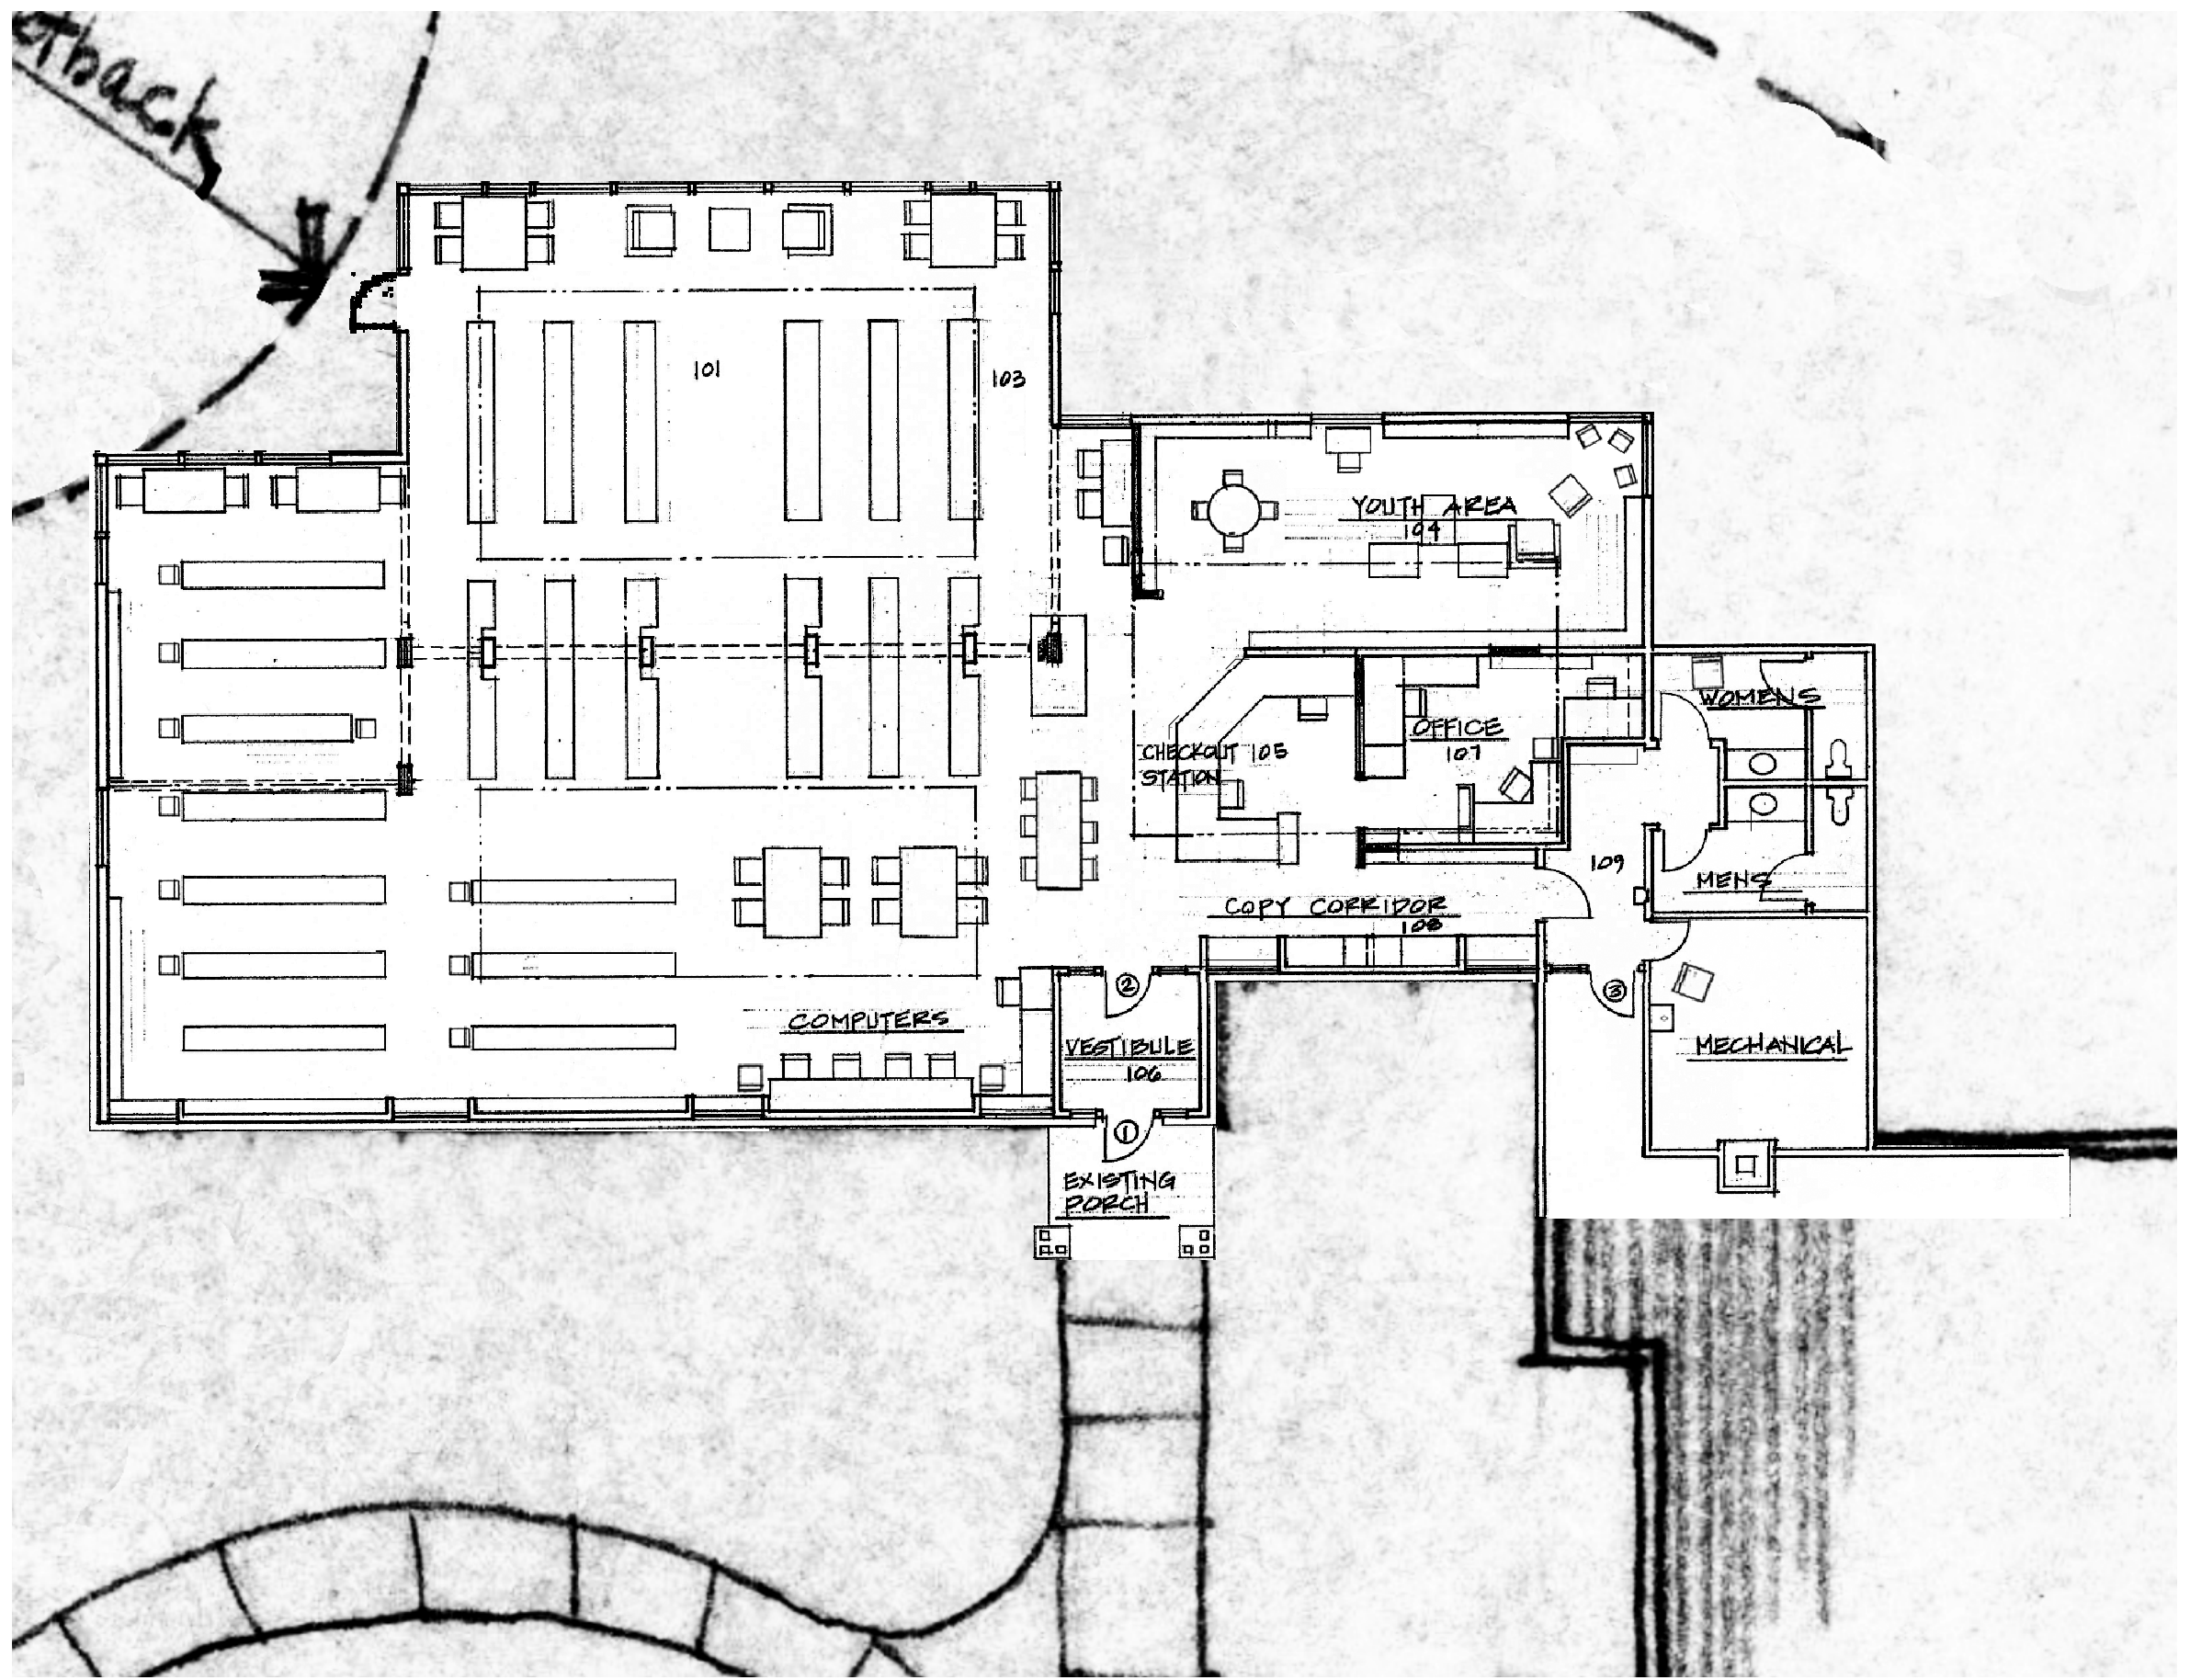 etback
101
103
YOUTH AREA
104
WOMENS
OFFICE
107
CHECKOUT 105
STATION
109
MENS
COPY CORRIDOR
108
2
3
COMPUTERS
VESTIBULE
106
MECHANICAL
1
EXISTING
PORCH